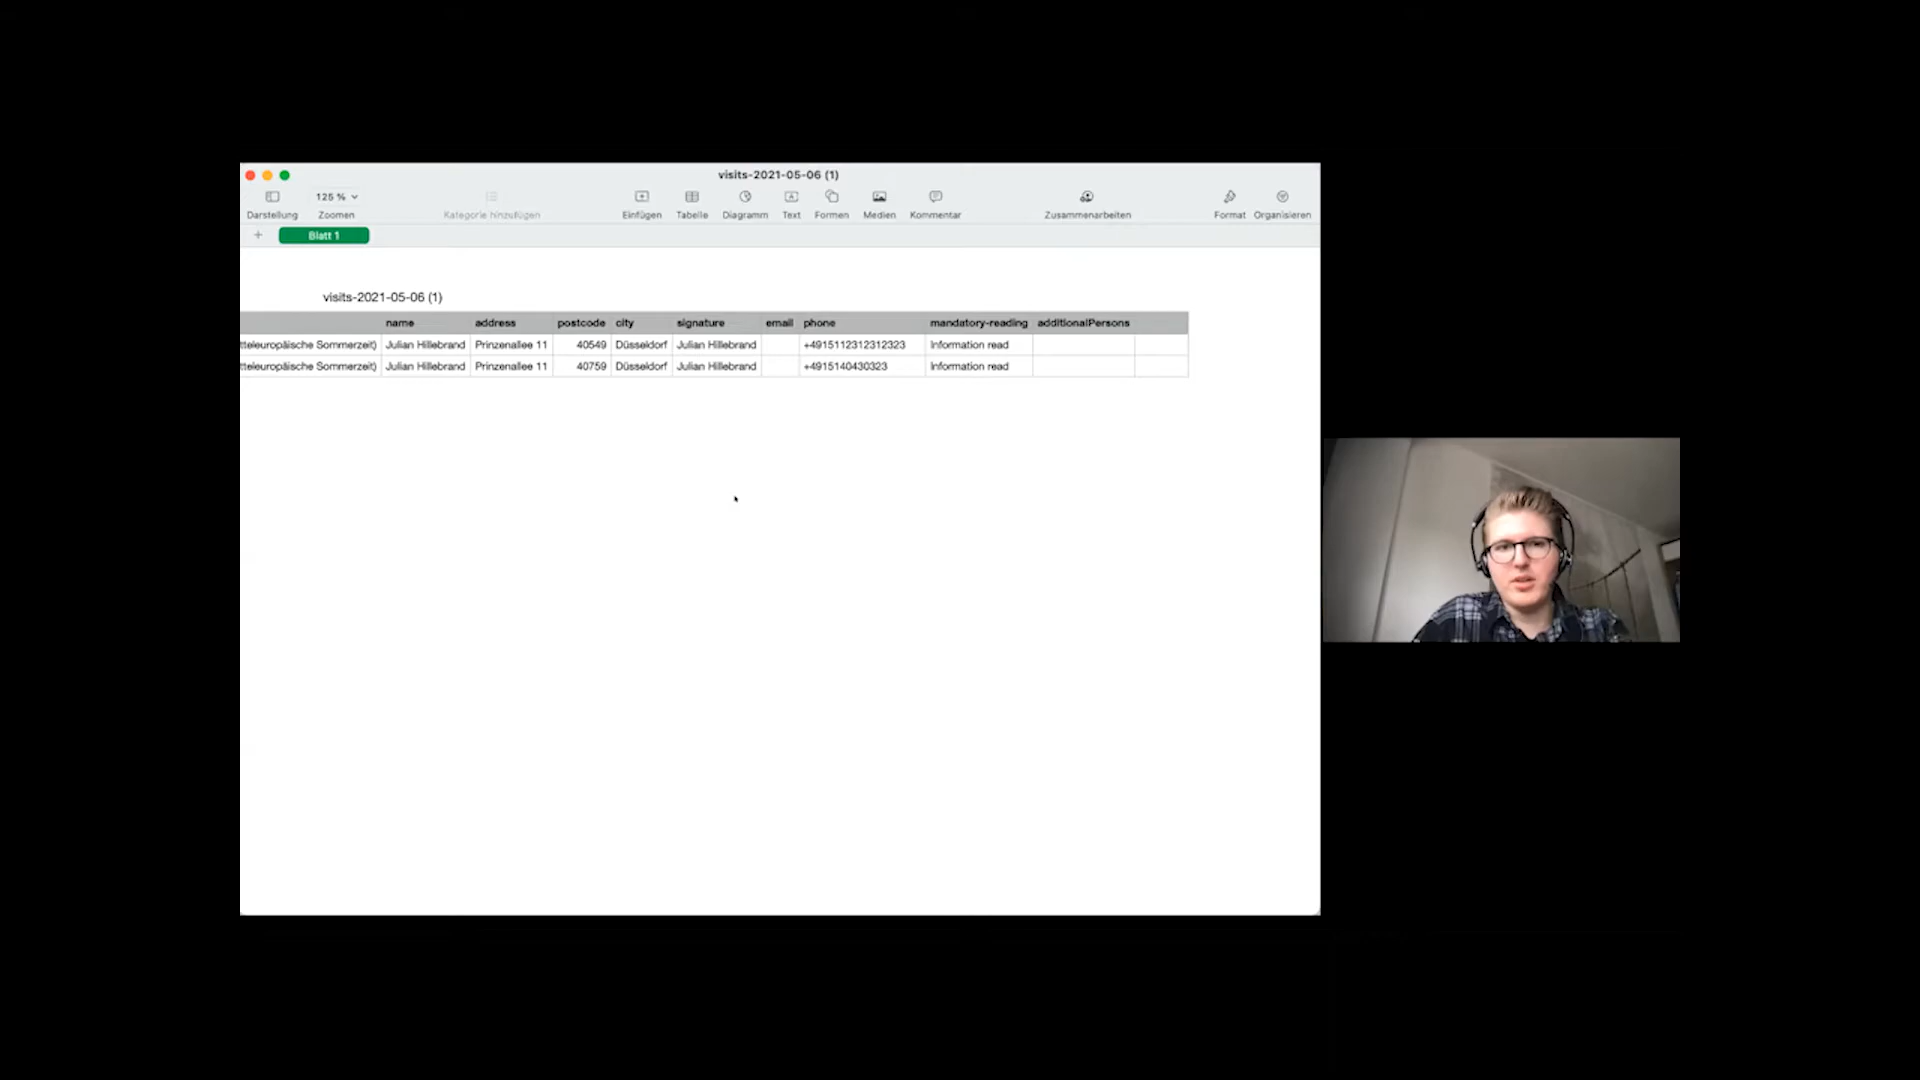 visits-2021-05-06 (1)
125 %
Darstellung Zoomen Kategorie hinzufügen Einfügen Tabelle Diagramm Text Formen Medien Kommentar Zusammenarbeiten Format Organisieren
+ Blatt 1
visits-2021-05-06 (1)
name address postcode city signature email phone mandatory-reading additionalPersons
tteleuropäische Sommerzeit) Julian Hillebrand Prinzenallee 11 40549 Düsseldorf Julian Hillebrand +4915112312312323 Information read
tteleuropäische Sommerzeit) Julian Hillebrand Prinzenallee 11 40759 Düsseldorf Julian Hillebrand +4915140430323 Information read